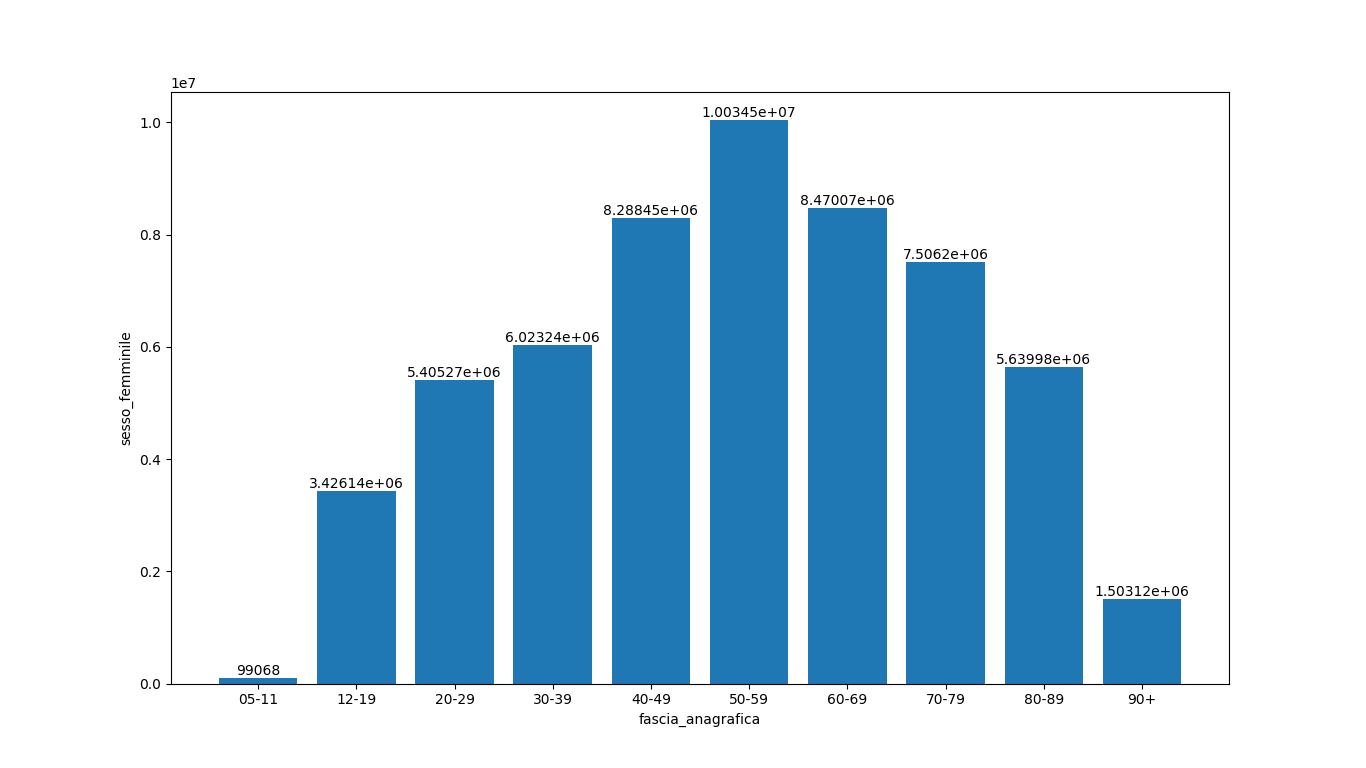 1e7
1.0
0.8
0.6
0.4
0.2
0.0
sesso_femminile
99068
3.42614e+06
5.40527e+06
6.02324e+06
8.28845e+06
1.00345e+07
8.47007e+06
7.5062e+06
5.63998e+06
1.50312e+06
05-11 12-19 20-29 30-39 40-49 50-59 60-69 70-79 80-89 90+
fascia_anagrafica